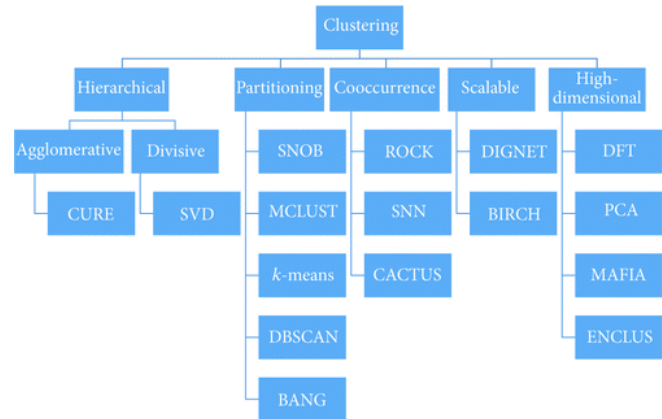 Clustering
Hierarchical
Partitioning
Cooccurrence
Scalable
High-
dimensional
Agglomerative
Divisive
SNOB
ROCK
DIGNET
DFT
CURE
SVD
MCLUST
SNN
BIRCH
PCA
k-means
CACTUS
MAFIA
DBSCAN
ENCLUS
BANG